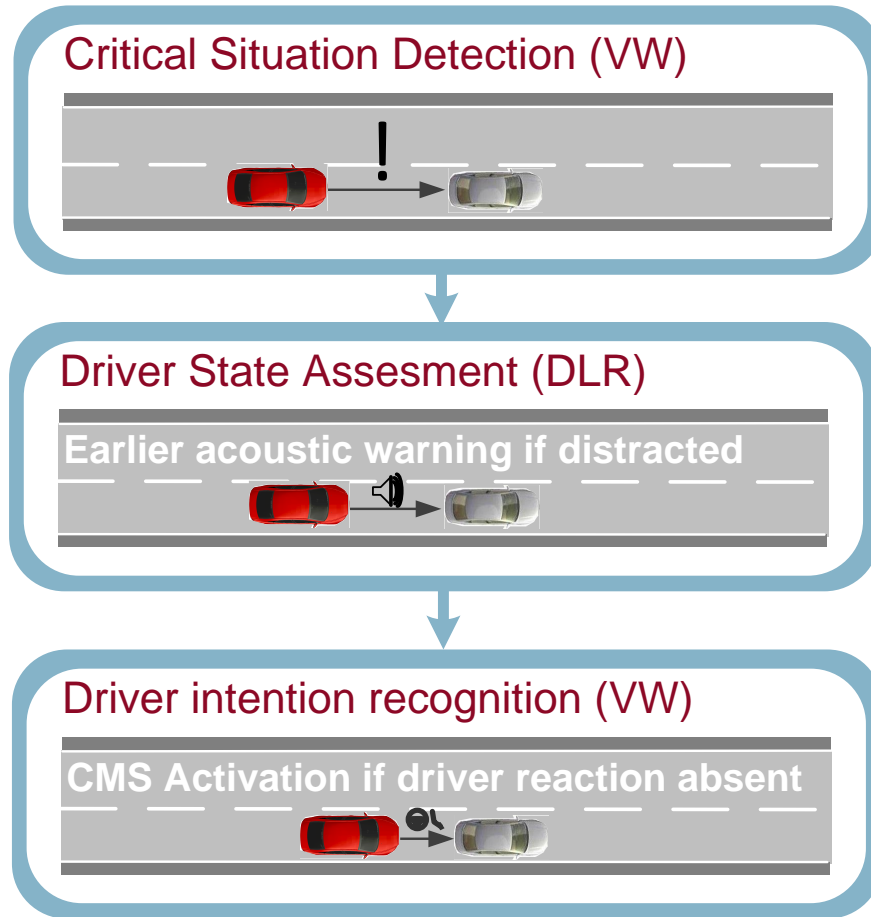 Critical Situation Detection (VW)
!
Driver State Assesment (DLR)
Earlier acoustic warning if distracted
Driver intention recognition (VW)
CMS Activation if driver reaction absent